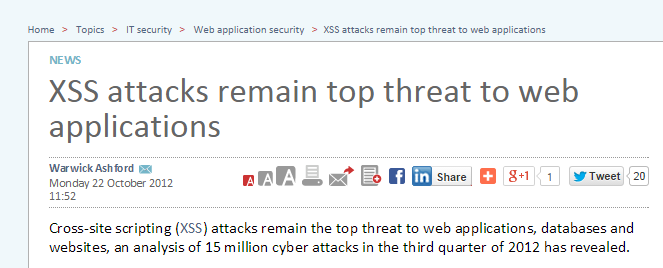 Home > Topics > IT security > Web application security > XSS attacks remain top threat to web applications
NEWS
XSS attacks remain top threat to web
applications
Warwick Ashford
Monday 22 October 2012
11:52
A A A Share +1 1 Tweet 20
Cross-site scripting (XSS) attacks remain the top threat to web applications, databases and
websites, an analysis of 15 million cyber attacks in the third quarter of 2012 has revealed.